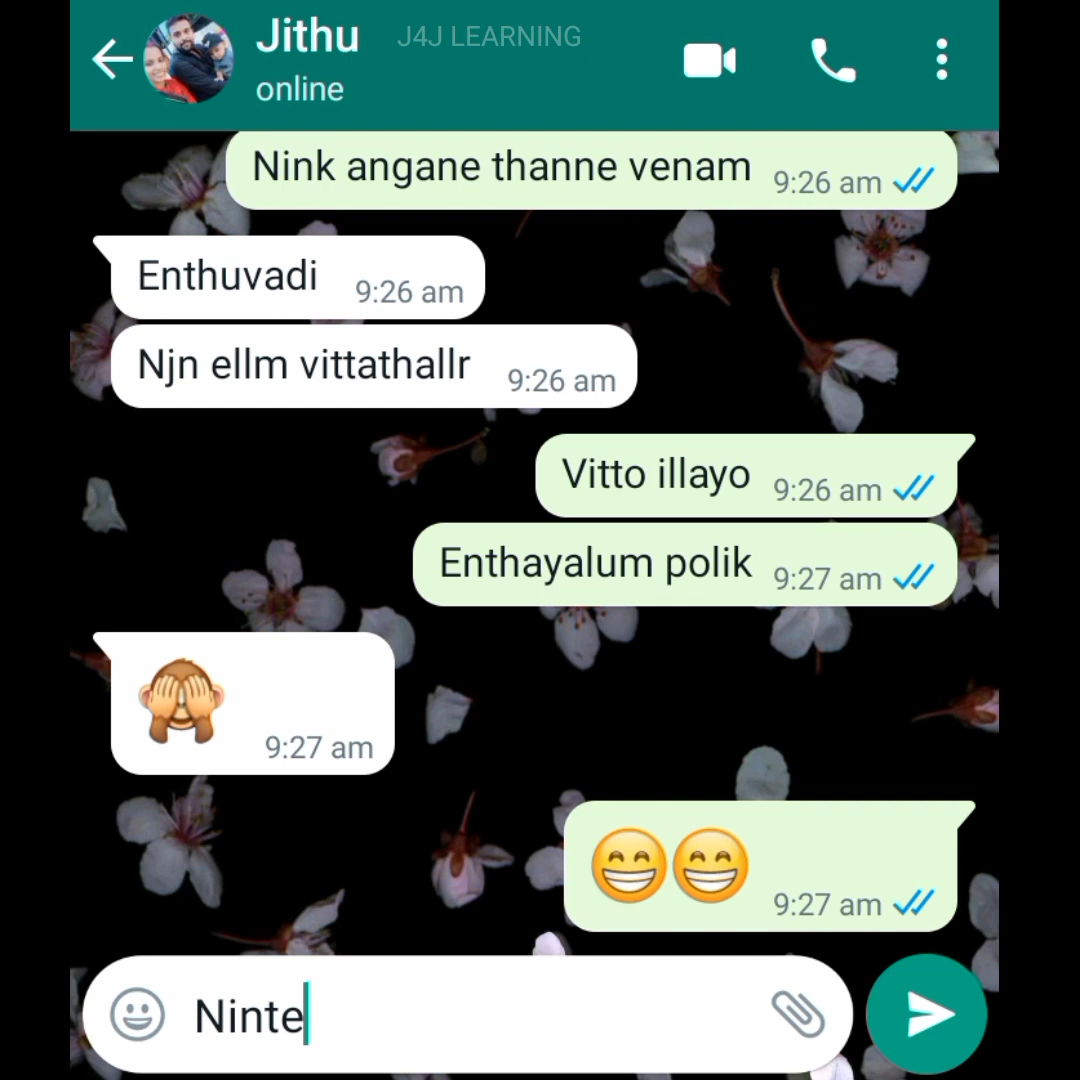 Jithu J4J LEARNING
online
Nink angane thanne venam 9:26 am
Enthuvadi 9:26 am
Njn ellm vittathallr 9:26 am
Vitto illayo 9:26 am
Enthayalum polik 9:27 am
🙈 9:27 am
😁😁 9:27 am
Ninte